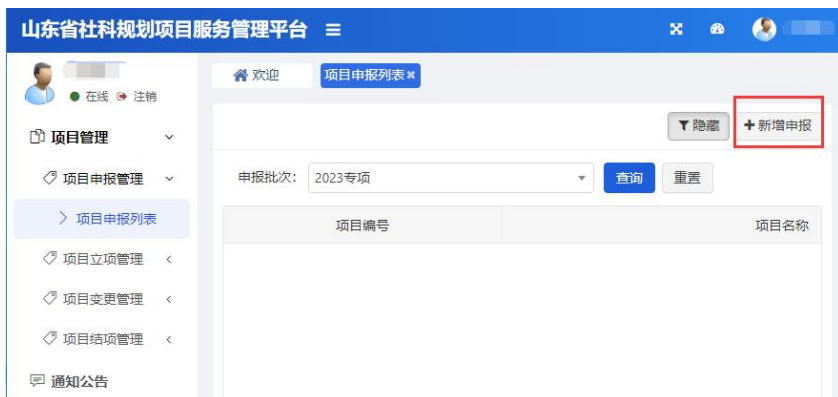 山东省社科规划项目服务管理平台
在线 注销
欢迎 项目申报列表
项目管理
隐藏 新增申报
项目申报管理
申报批次: 2023专项 查询 重置
项目申报列表
项目编号 项目名称
项目立项管理
项目变更管理
项目结项管理
通知公告